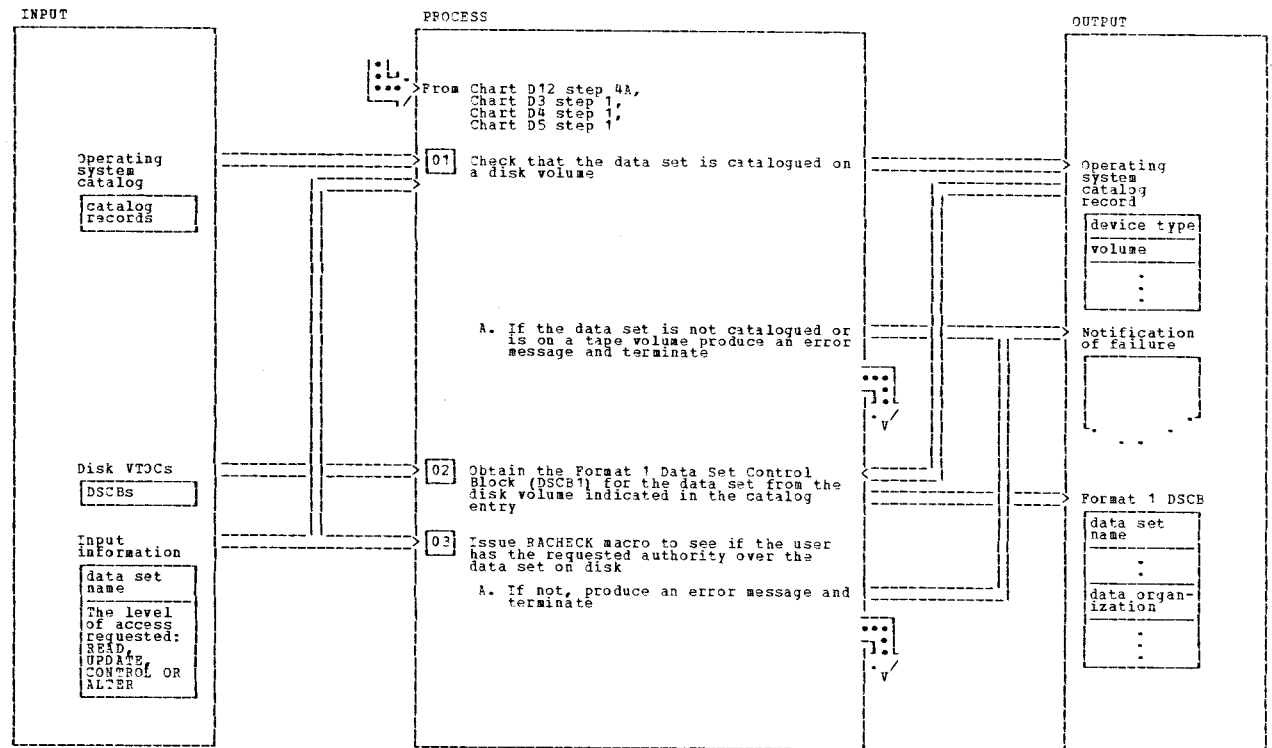 INPUT
PROCESS
OUTPUT
From Chart D12 step 4A,
Chart D3 step 1,
Chart D4 step 1,
Chart D5 step 1
Operating
system
catalog
catalog
records
01 Check that the data set is catalogued on
a disk volume
Operating
system
catalog
record
device type
volume
A. If the data set is not catalogued or
is on a tape volume produce an error
message and terminate
Notification
of failure
Disk VTOCs
DSCBs
02 Obtain the Format 1 Data Set Control
Block (DSCB1) for the data set from the
disk volume indicated in the catalog
entry
Format 1 DSCB
data set
name
data organ-
ization
Input
information
data set
name
The level
of access
requested:
READ,
UPDATE,
CONTROL OR
ALTER
03 Issue RACHECK macro to see if the user
has the requested authority over the
data set on disk
A. If not, produce an error message and
terminate